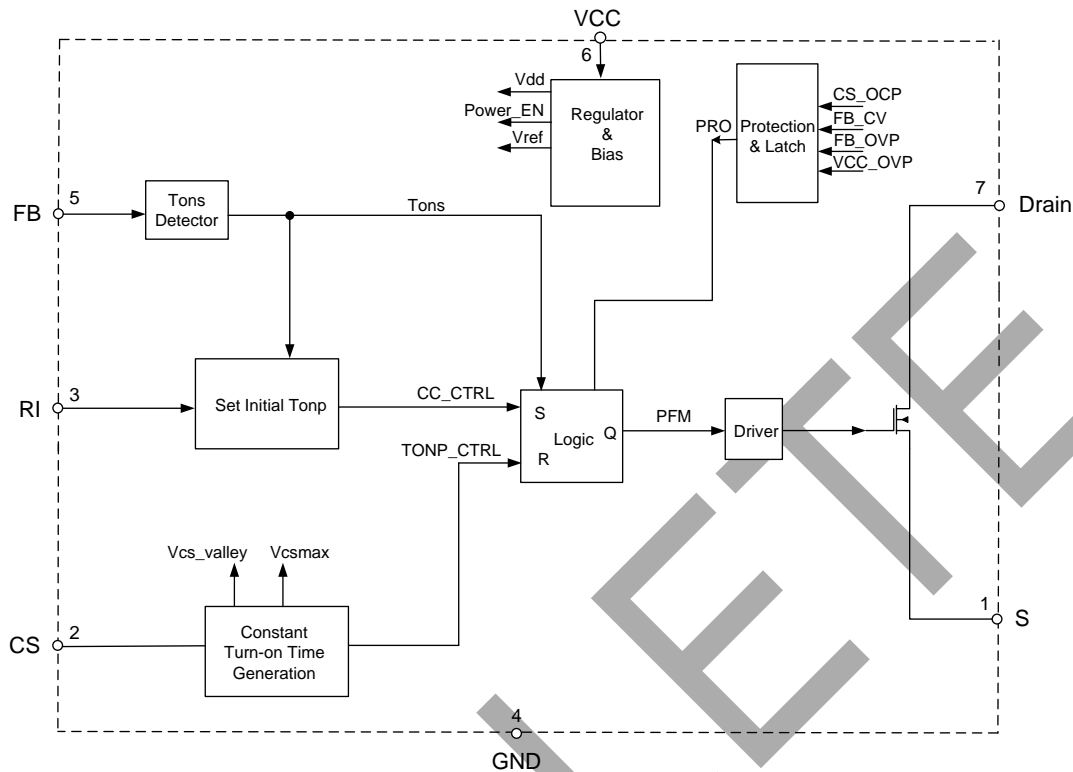 VCC
6
Vdd
Power_EN
Vref
Regulator
&
Bias
PRO
Protection
& Latch
CS_OCP
FB_CV
FB_OVP
VCC_OVP
7
Drain
FB
5
Tons
Detector
Tons
RI
3
Set Initial Tonp
CC_CTRL
TONP_CTRL
S
Logic
R
Q
PFM
Driver
Vcs_valley
Vcsmax
CS
2
Constant
Turn-on Time
Generation
1
S
4
GND
ETE